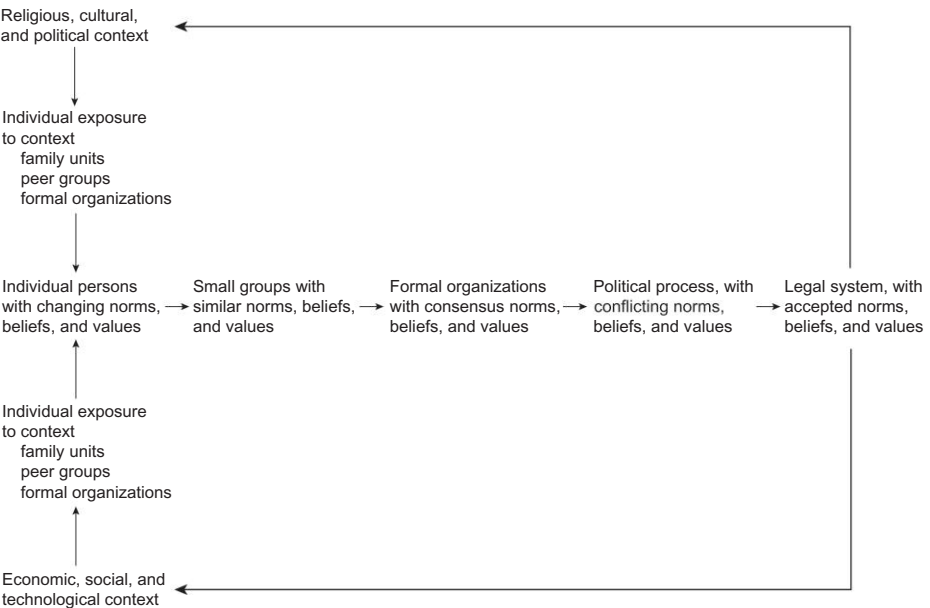 Religious, cultural,
and political context
Individual exposure
to context
family units
peer groups
formal organizations
Individual persons
with changing norms,
beliefs, and values
Small groups with
similar norms, beliefs,
and values
Formal organizations
with consensus norms,
beliefs, and values
Political process, with
conflicting norms,
beliefs, and values
Legal system, with
accepted norms,
beliefs, and values
Individual exposure
to context
family units
peer groups
formal organizations
Economic, social, and
technological context